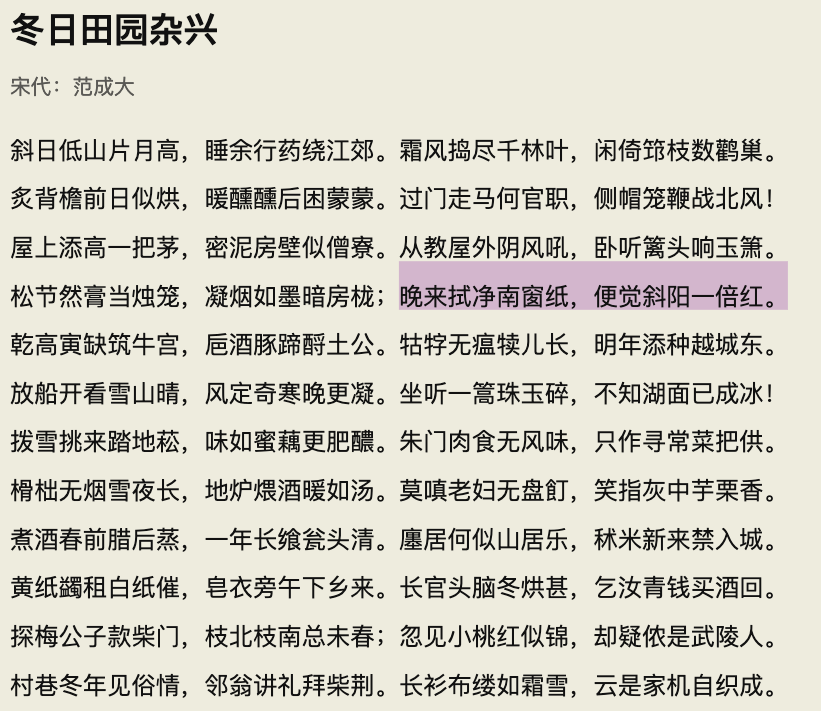 冬日田园杂兴
宋代：范成大
斜日低山片月高，睡余行药绕江郊。霜风捣尽千林叶，闲倚筇枝数鹳巢。
炙背檐前日似烘，暖醺醺后困蒙蒙。过门走马何官职，侧帽笼鞭战北风！
屋上添高一把茅，密泥房壁似僧寮。从教屋外阴风吼，卧听篱头响玉箫。
松节然膏当烛笼，凝烟如墨暗房栊；晚来拭净南窗纸，便觉斜阳一倍红。
乾高寅缺筑牛宫，卮酒豚蹄酹土公。牯牸无瘟犊儿长，明年添种越城东。
放船开看雪山晴，风定奇寒晚更凝。坐听一篙珠玉碎，不知湖面已成冰！
拨雪挑来踏地菘，味如蜜藕更肥醲。朱门肉食无风味，只作寻常菜把供。
榾柮无烟雪夜长，地炉煨酒暖如汤。莫嗔老妇无盘饤，笑指灰中芋栗香。
煮酒春前腊后蒸，一年长飨瓮头清。廛居何似山居乐，秫米新来禁入城。
黄纸蠲租白纸催，皂衣旁午下乡来。长官头脑冬烘甚，乞汝青钱买酒回。
探梅公子款柴门，枝北枝南总未春；忽见小桃红似锦，却疑侬是武陵人。
村巷冬年见俗情，邻翁讲礼拜柴荆。长衫布缕如霜雪，云是家机自织成。